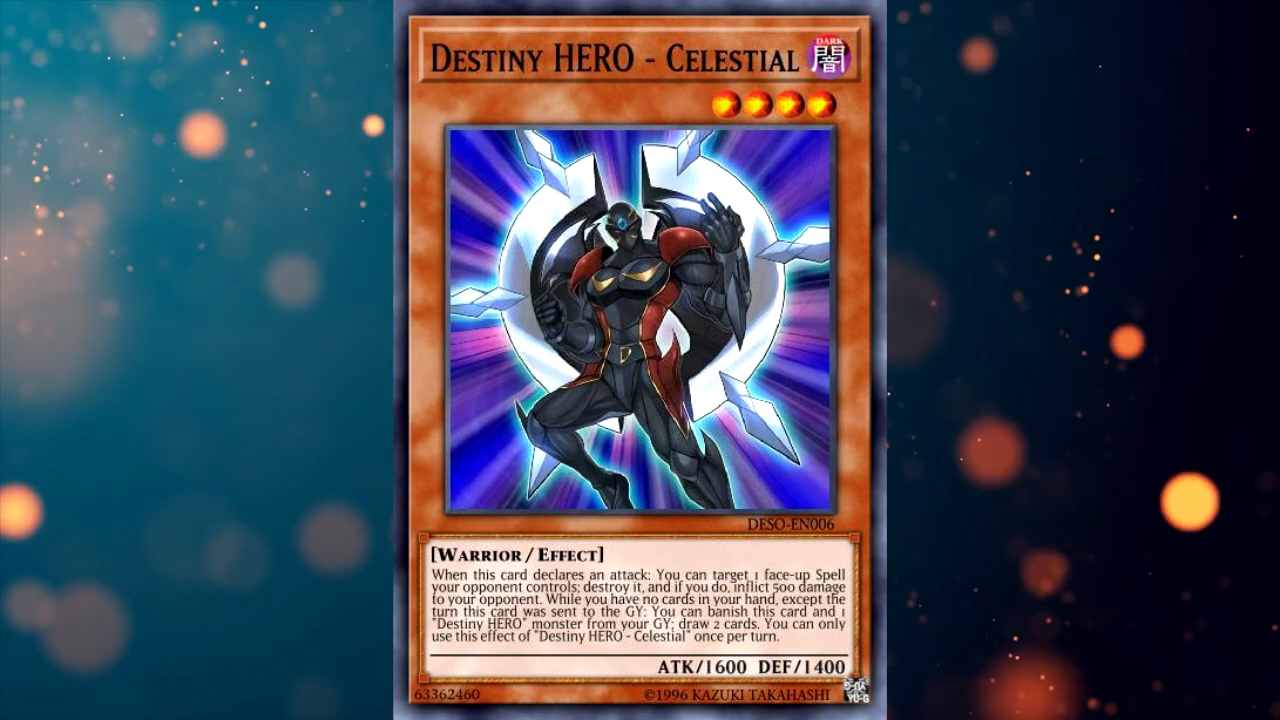 DESTINY HERO - CELESTIAL
DARK
闇
DESO-EN006
[WARRIOR / EFFECT]
When this card declares an attack: You can target 1 face-up Spell
your opponent controls; destroy it, and if you do, inflict 500 damage
to your opponent. While you have no cards in your hand, except the
turn this card was sent to the GY: You can banish this card and 1
"Destiny HERO" monster from your GY; draw 2 cards. You can only
use this effect of "Destiny HERO - Celestial" once per turn.
ATK/1600 DEF/1400
63362460
©1996 KAZUKI TAKAHASHI